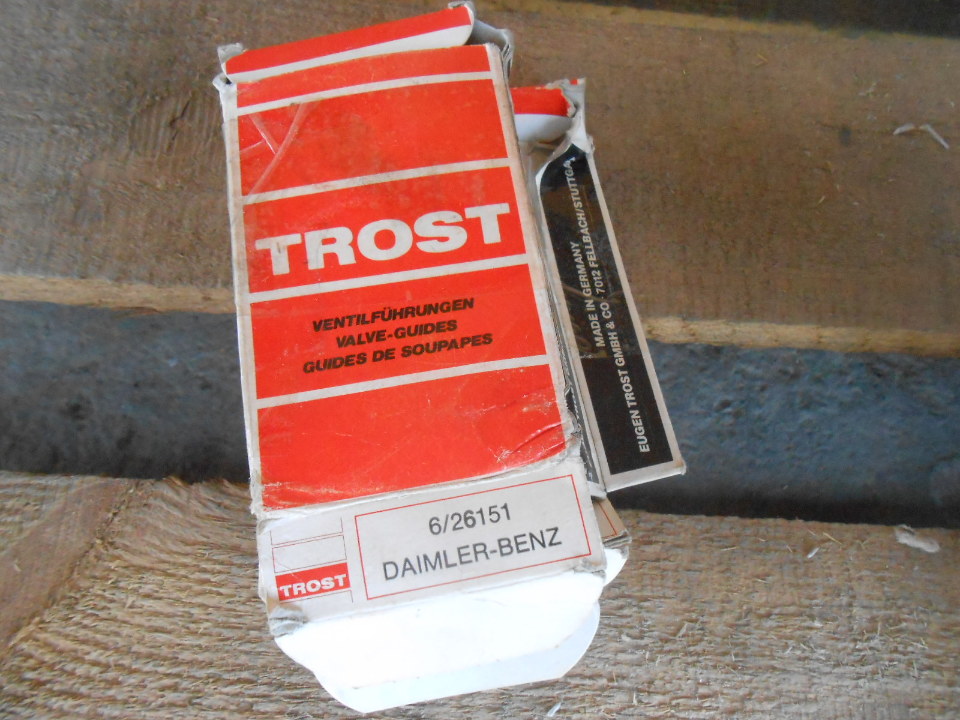 TROST
VENTILFÜHRUNGEN
VALVE-GUIDES
GUIDES DE SOUPAPES
6/26151
DAIMLER-BENZ
TROST
MADE IN GERMANY
EUGEN TROST GMBH & CO 7012 FELLBACH/STUTTGA